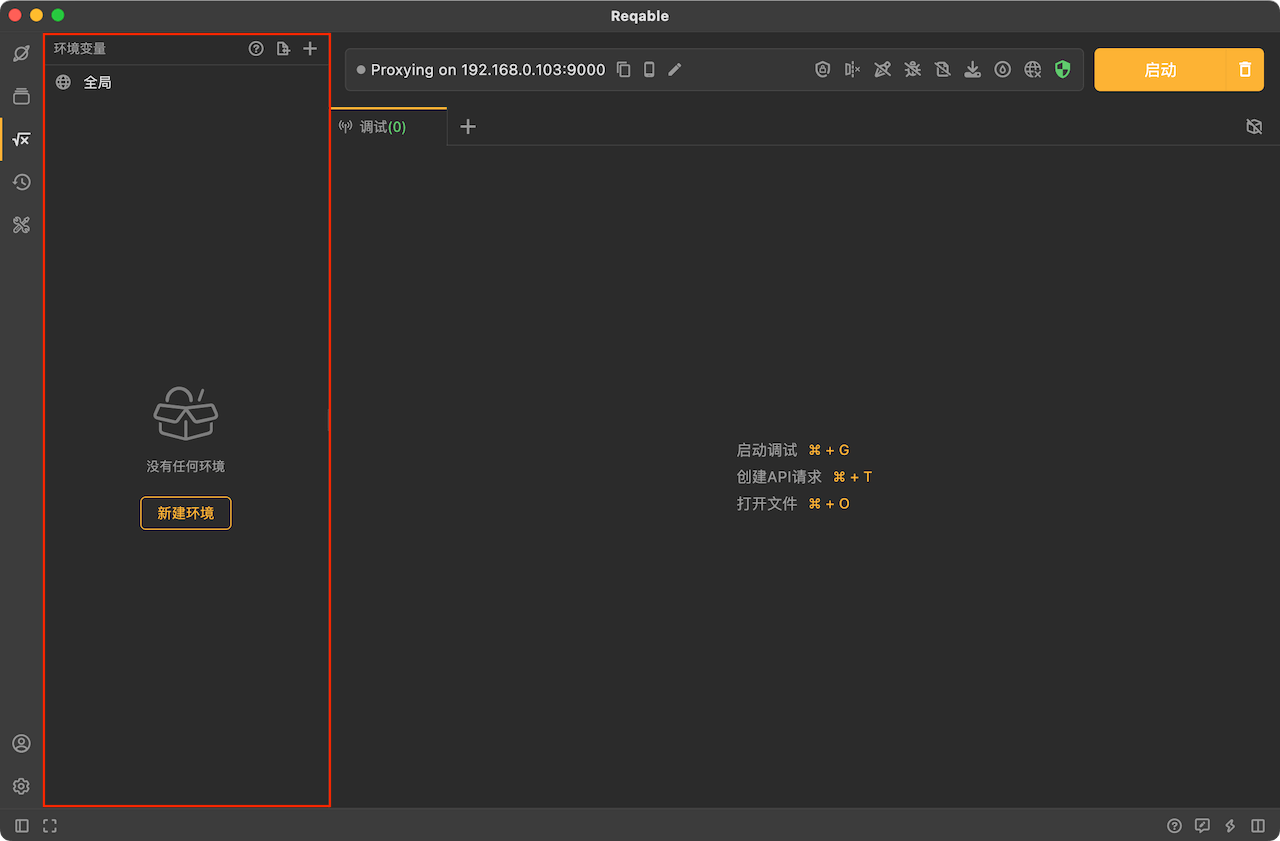 Reqable
环境变量
全局
没有任何环境
新建环境
Proxying on 192.168.0.103:9000
启动
调试(0)
启动调试 ⌘ + G
创建API请求 ⌘ + T
打开文件 ⌘ + O